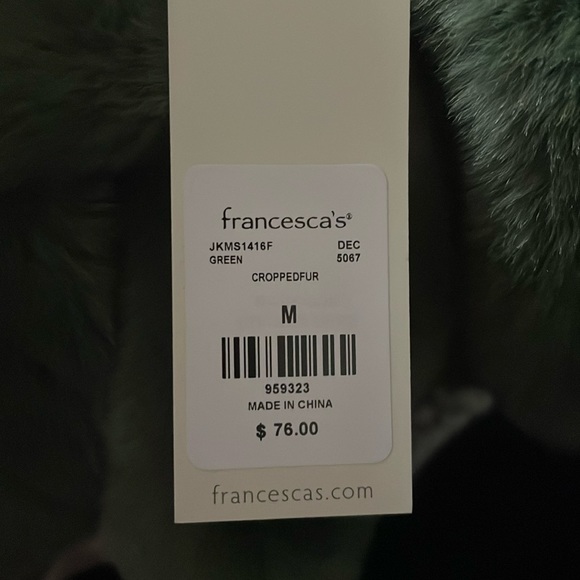 francesca's®
JKMS1416F DEC
GREEN 5067
CROPPEDFUR
M
959323
MADE IN CHINA
$ 76.00
francescas.com